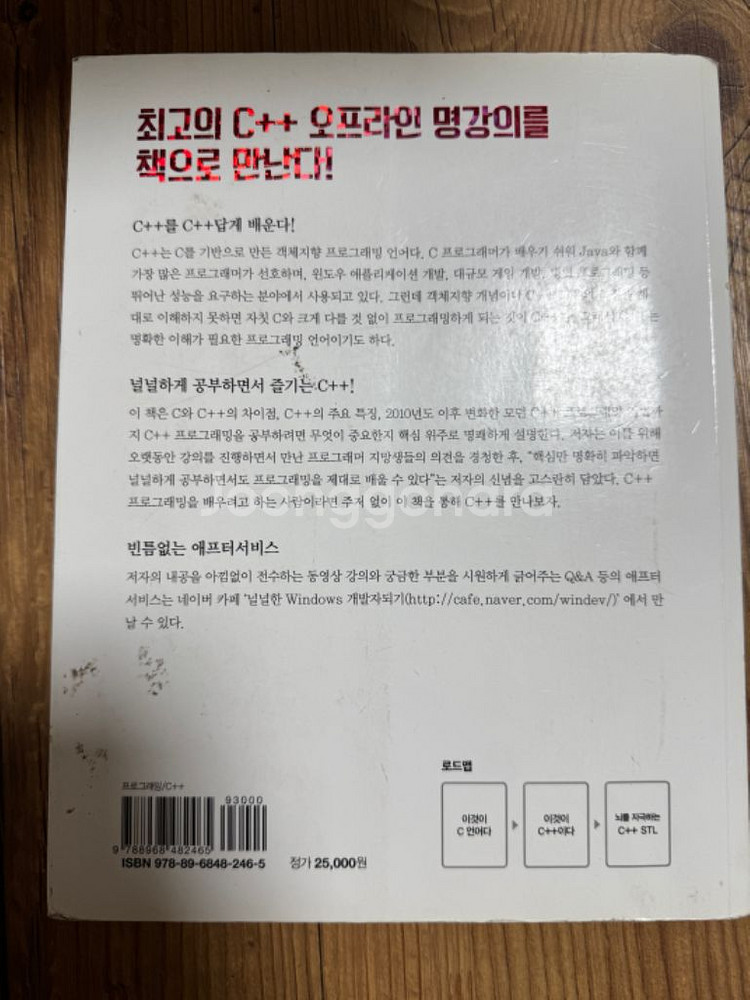 최고의 C++ 오프라인 명강의를
책으로 만난다!
C++를 C++답게 배운다!
C++는 C를 기반으로 만든 객체지향 프로그래밍 언어다. C 프로그래머가 배우기 쉬워 Java와 함께
가장 많은 프로그래머가 선호하며, 윈도우 애플리케이션 개발, 대규모 게임 개발, 프로그래밍 등
뛰어난 성능을 요구하는 분야에서 사용되고 있다. 그런데 객체지향 개념이나
대로 이해하지 못하면 자칫 C와 크게 다를 것 없이 프로그래밍하게 되는 것이
명확한 이해가 필요한 프로그래밍 언어이기도 하다.
널널하게 공부하면서 즐기는 C++!
이 책은 C와 C++의 차이점, C++의 주요 특징, 2010년도 이후 변화한 모던 C++ 프로그래밍
지 C++ 프로그래밍을 공부하려면 무엇이 중요한지 핵심 위주로 명쾌하게 설명한다. 저자는 이를 위해
오랫동안 강의를 진행하면서 만난 프로그래머 지망생들의 의견을 경청한 후, "핵심만 명확히 파악하면
널널하게 공부하면서도 프로그래밍을 제대로 배울 수 있다"는 저자의 신념을 고스란히 담았다. C++
프로그래밍을 배우려고 하는 사람이라면 주저 없이 이 책을 통해 C++를 만나보자.
빈틈없는 애프터서비스
저자의 내공을 아낌없이 전수하는 동영상 강의와 궁금한 부분을 시원하게 긁어주는 Q&A 등의 애프터
서비스는 네이버 카페 '널널한 Windows 개발자되기(http://cafe.naver.com/windev/)' 에서 만
날 수 있다.
로드맵
이것이
C 언어다
이것이
C++이다
뇌를 자극하는
C++ STL
프로그래밍/C++
93000
9 788968 482465
ISBN 978-89-6848-246-5 정가 25,000원